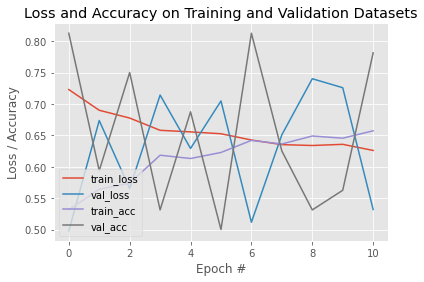 Loss and Accuracy on Training and Validation Datasets
0.80
0.75
0.70
0.65
0.60
0.55
0.50
Loss / Accuracy
train_loss
val_loss
train_acc
val_acc
0 2 4 6 8 10
Epoch #